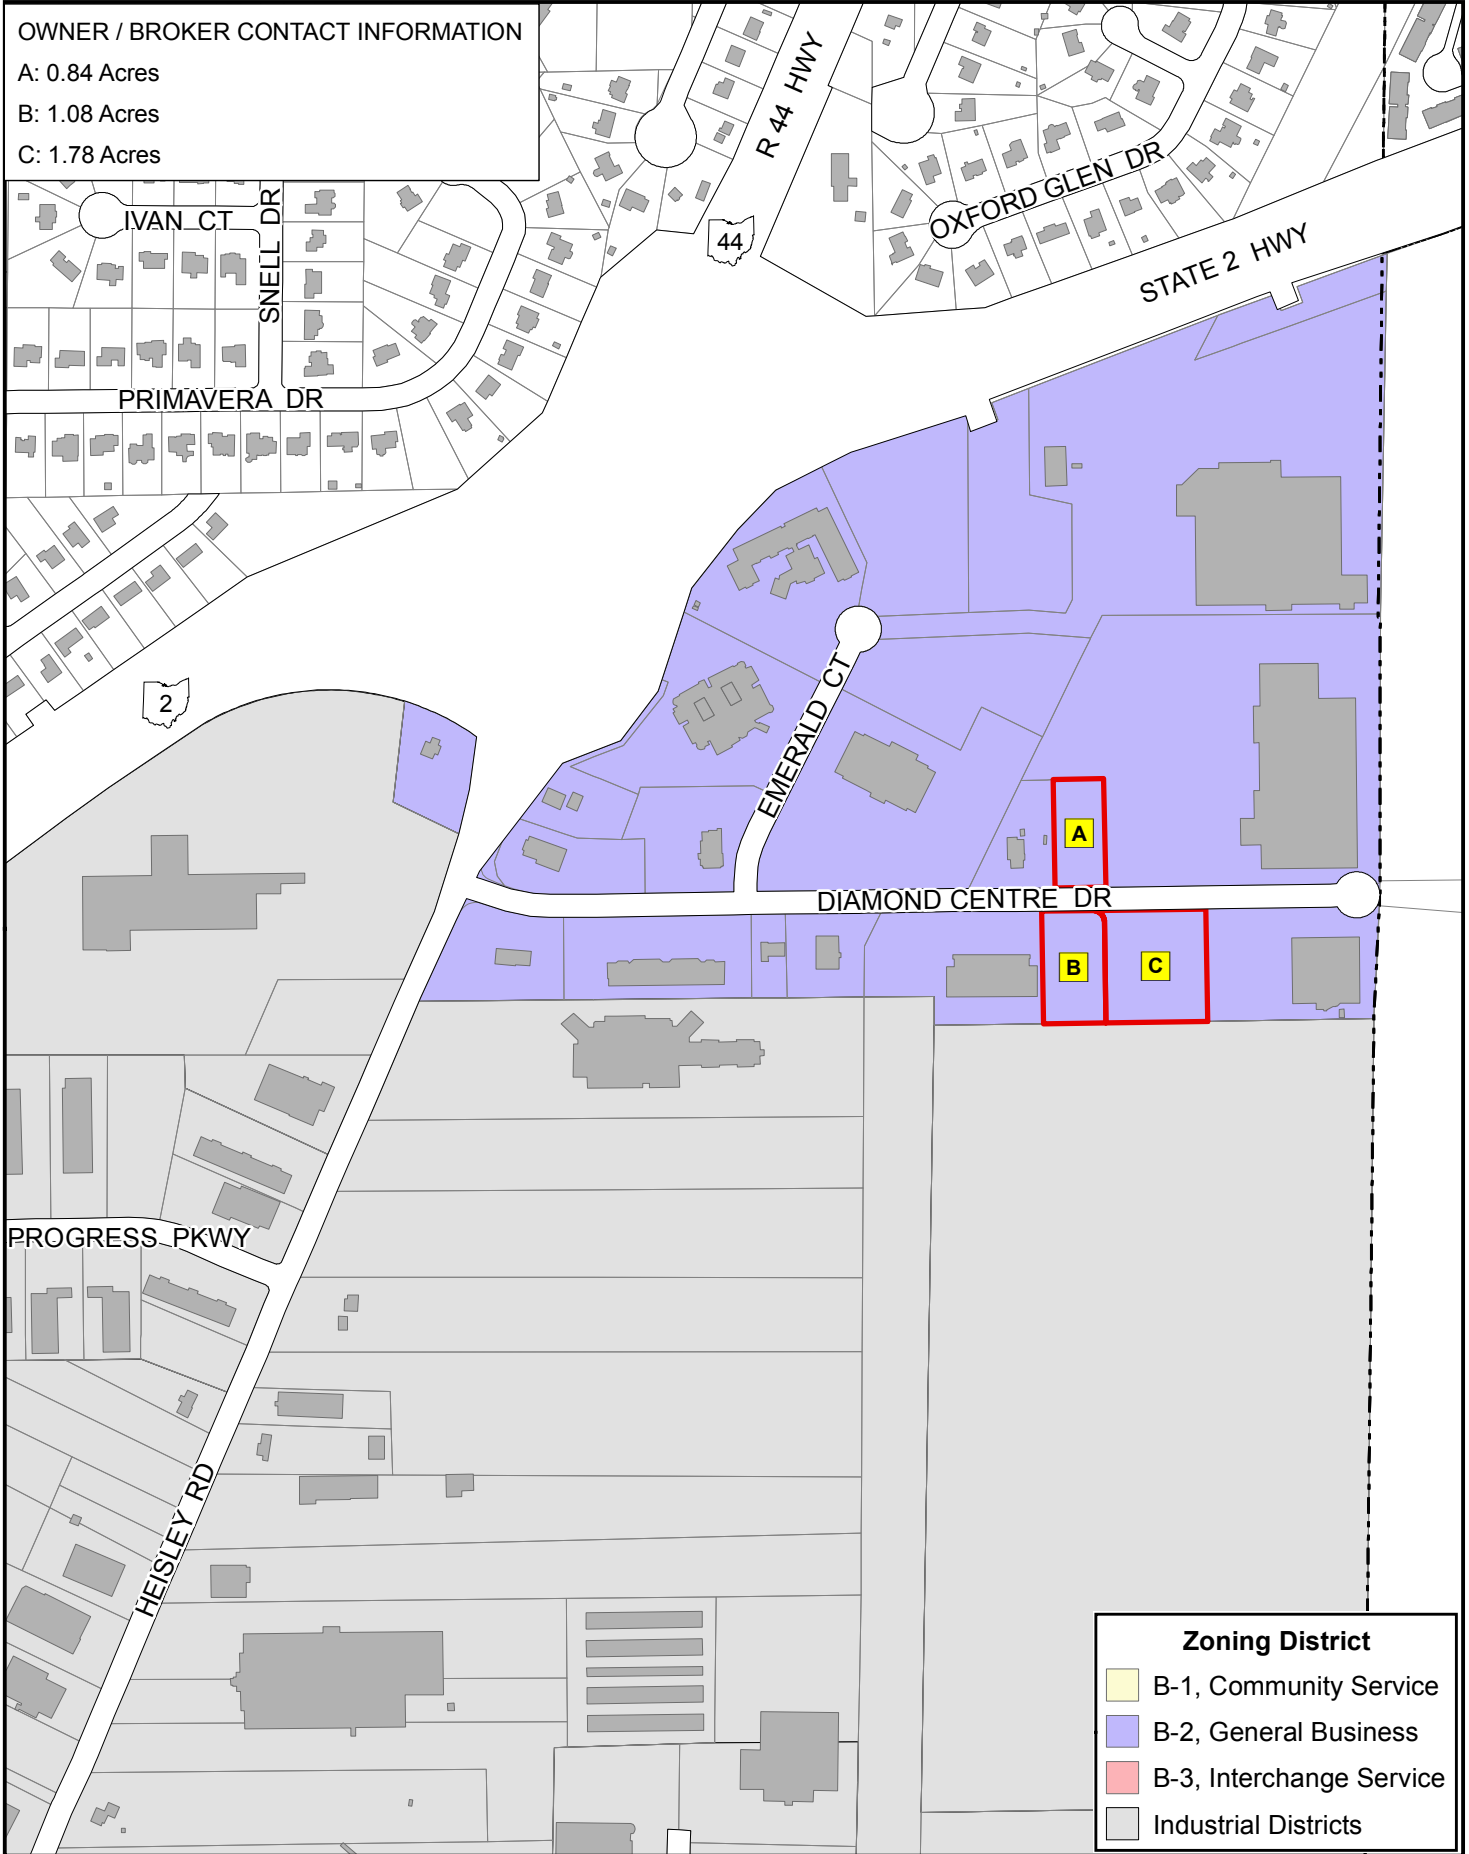 OWNER / BROKER CONTACT INFORMATION
A: 0.84 Acres
B: 1.08 Acres
C: 1.78 Acres
R 44 HWY
OXFORD GLEN DR
IVAN CT
SNELL DR
44
STATE 2 HWY
PRIMAVERA DR
2
EMERALD CT
A
DIAMOND CENTRE DR
B
C
PROGRESS PKWY
HEISLEY RD
Zoning District
B-1, Community Service
B-2, General Business
B-3, Interchange Service
Industrial Districts